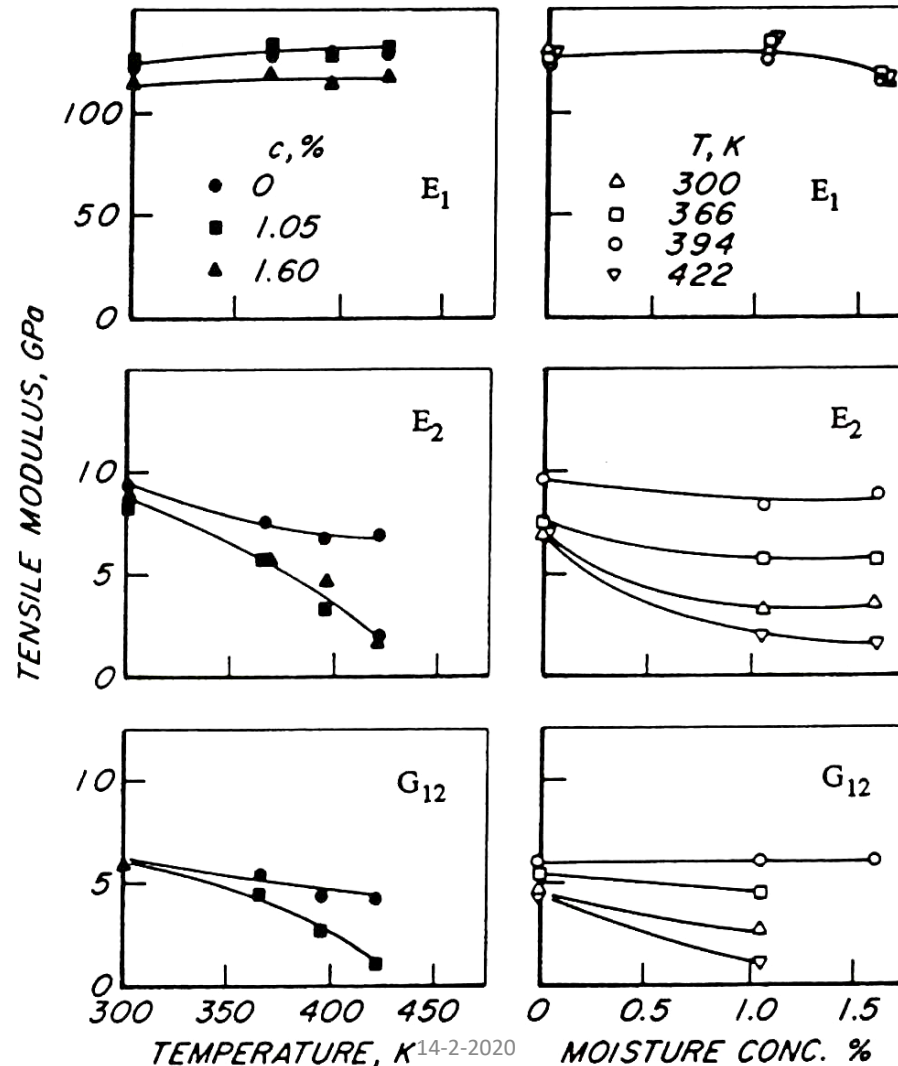 TENSILE MODULUS, GPa
100
50
0
c, %
● 0
■ 1.05
▲ 1.60
E1
T, K
△ 300
□ 366
○ 394
▽ 422
E1
10
5
0
E2
E2
10
5
0
G12
G12
300 350 400 450
0 0.5 1.0 1.5
TEMPERATURE, K
14-2-2020
MOISTURE CONC. %